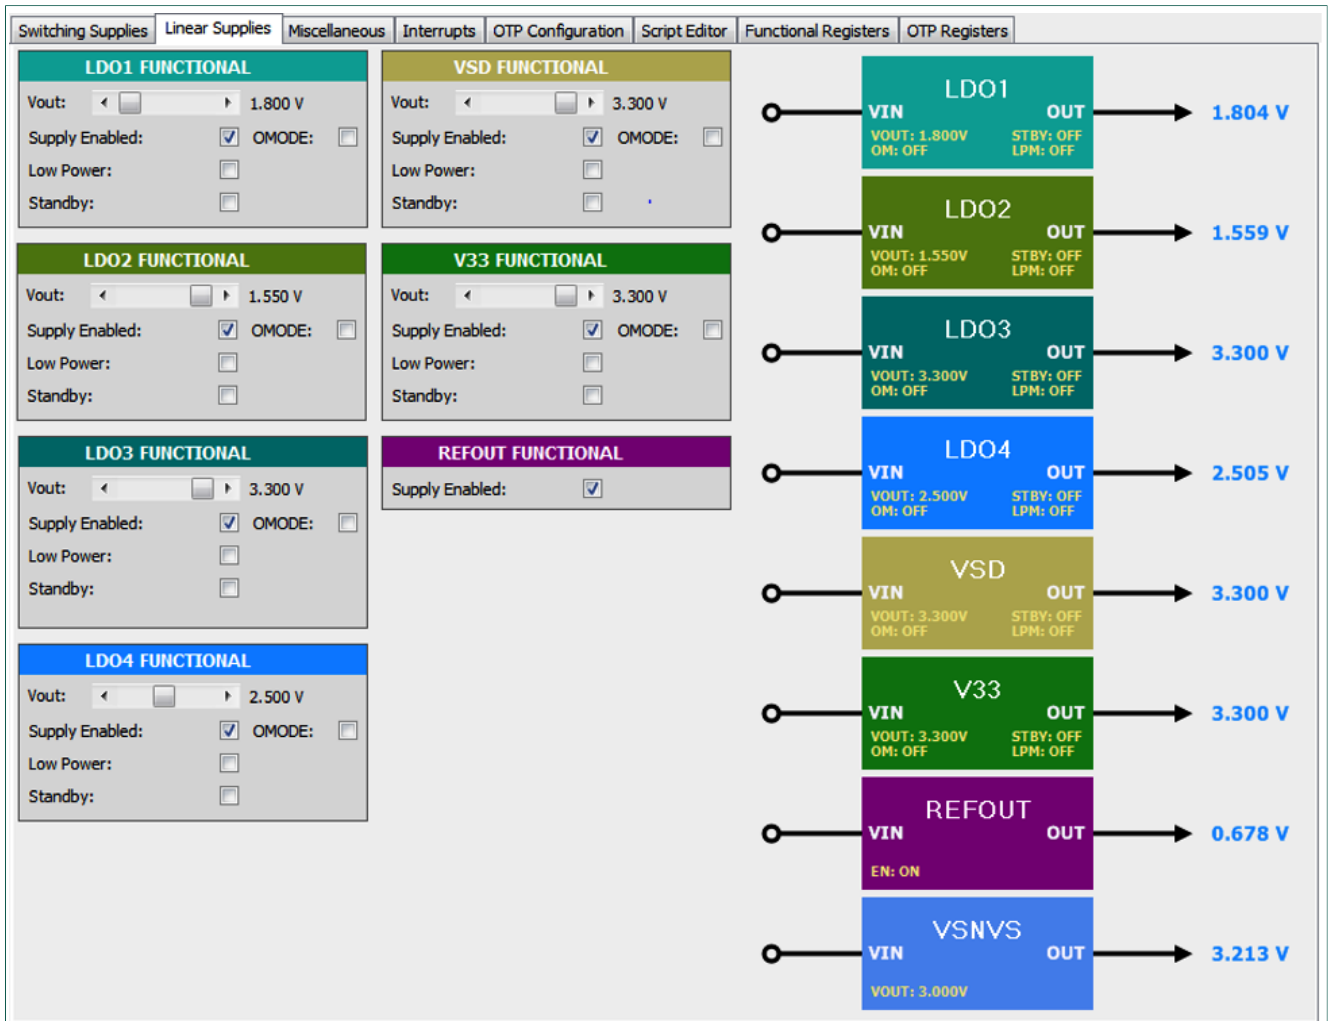 Switching Supplies Linear Supplies Miscellaneous Interrupts OTP Configuration Script Editor Functional Registers OTP Registers
LDO1 FUNCTIONAL
Vout: 1.800 V
Supply Enabled: OMODE:
Low Power:
Standby:
LDO2 FUNCTIONAL
Vout: 1.550 V
Supply Enabled: OMODE:
Low Power:
Standby:
LDO3 FUNCTIONAL
Vout: 3.300 V
Supply Enabled: OMODE:
Low Power:
Standby:
LDO4 FUNCTIONAL
Vout: 2.500 V
Supply Enabled: OMODE:
Low Power:
Standby:
VSD FUNCTIONAL
Vout: 3.300 V
Supply Enabled: OMODE:
Low Power:
Standby:
V33 FUNCTIONAL
Vout: 3.300 V
Supply Enabled: OMODE:
Low Power:
Standby:
REFOUT FUNCTIONAL
Supply Enabled:
LDO1
VIN OUT 1.804 V
VOUT: 1.800V STBY: OFF
OM: OFF LPM: OFF
LDO2
VIN OUT 1.559 V
VOUT: 1.550V STBY: OFF
OM: OFF LPM: OFF
LDO3
VIN OUT 3.300 V
VOUT: 3.300V STBY: OFF
OM: OFF LPM: OFF
LDO4
VIN OUT 2.505 V
VOUT: 2.500V STBY: OFF
OM: OFF LPM: OFF
VSD
VIN OUT 3.300 V
VOUT: 3.300V STBY: OFF
OM: OFF LPM: OFF
V33
VIN OUT 3.300 V
VOUT: 3.300V STBY: OFF
OM: OFF LPM: OFF
REFOUT
VIN OUT 0.678 V
EN: ON
VSNVS
VIN OUT 3.213 V
VOUT: 3.000V